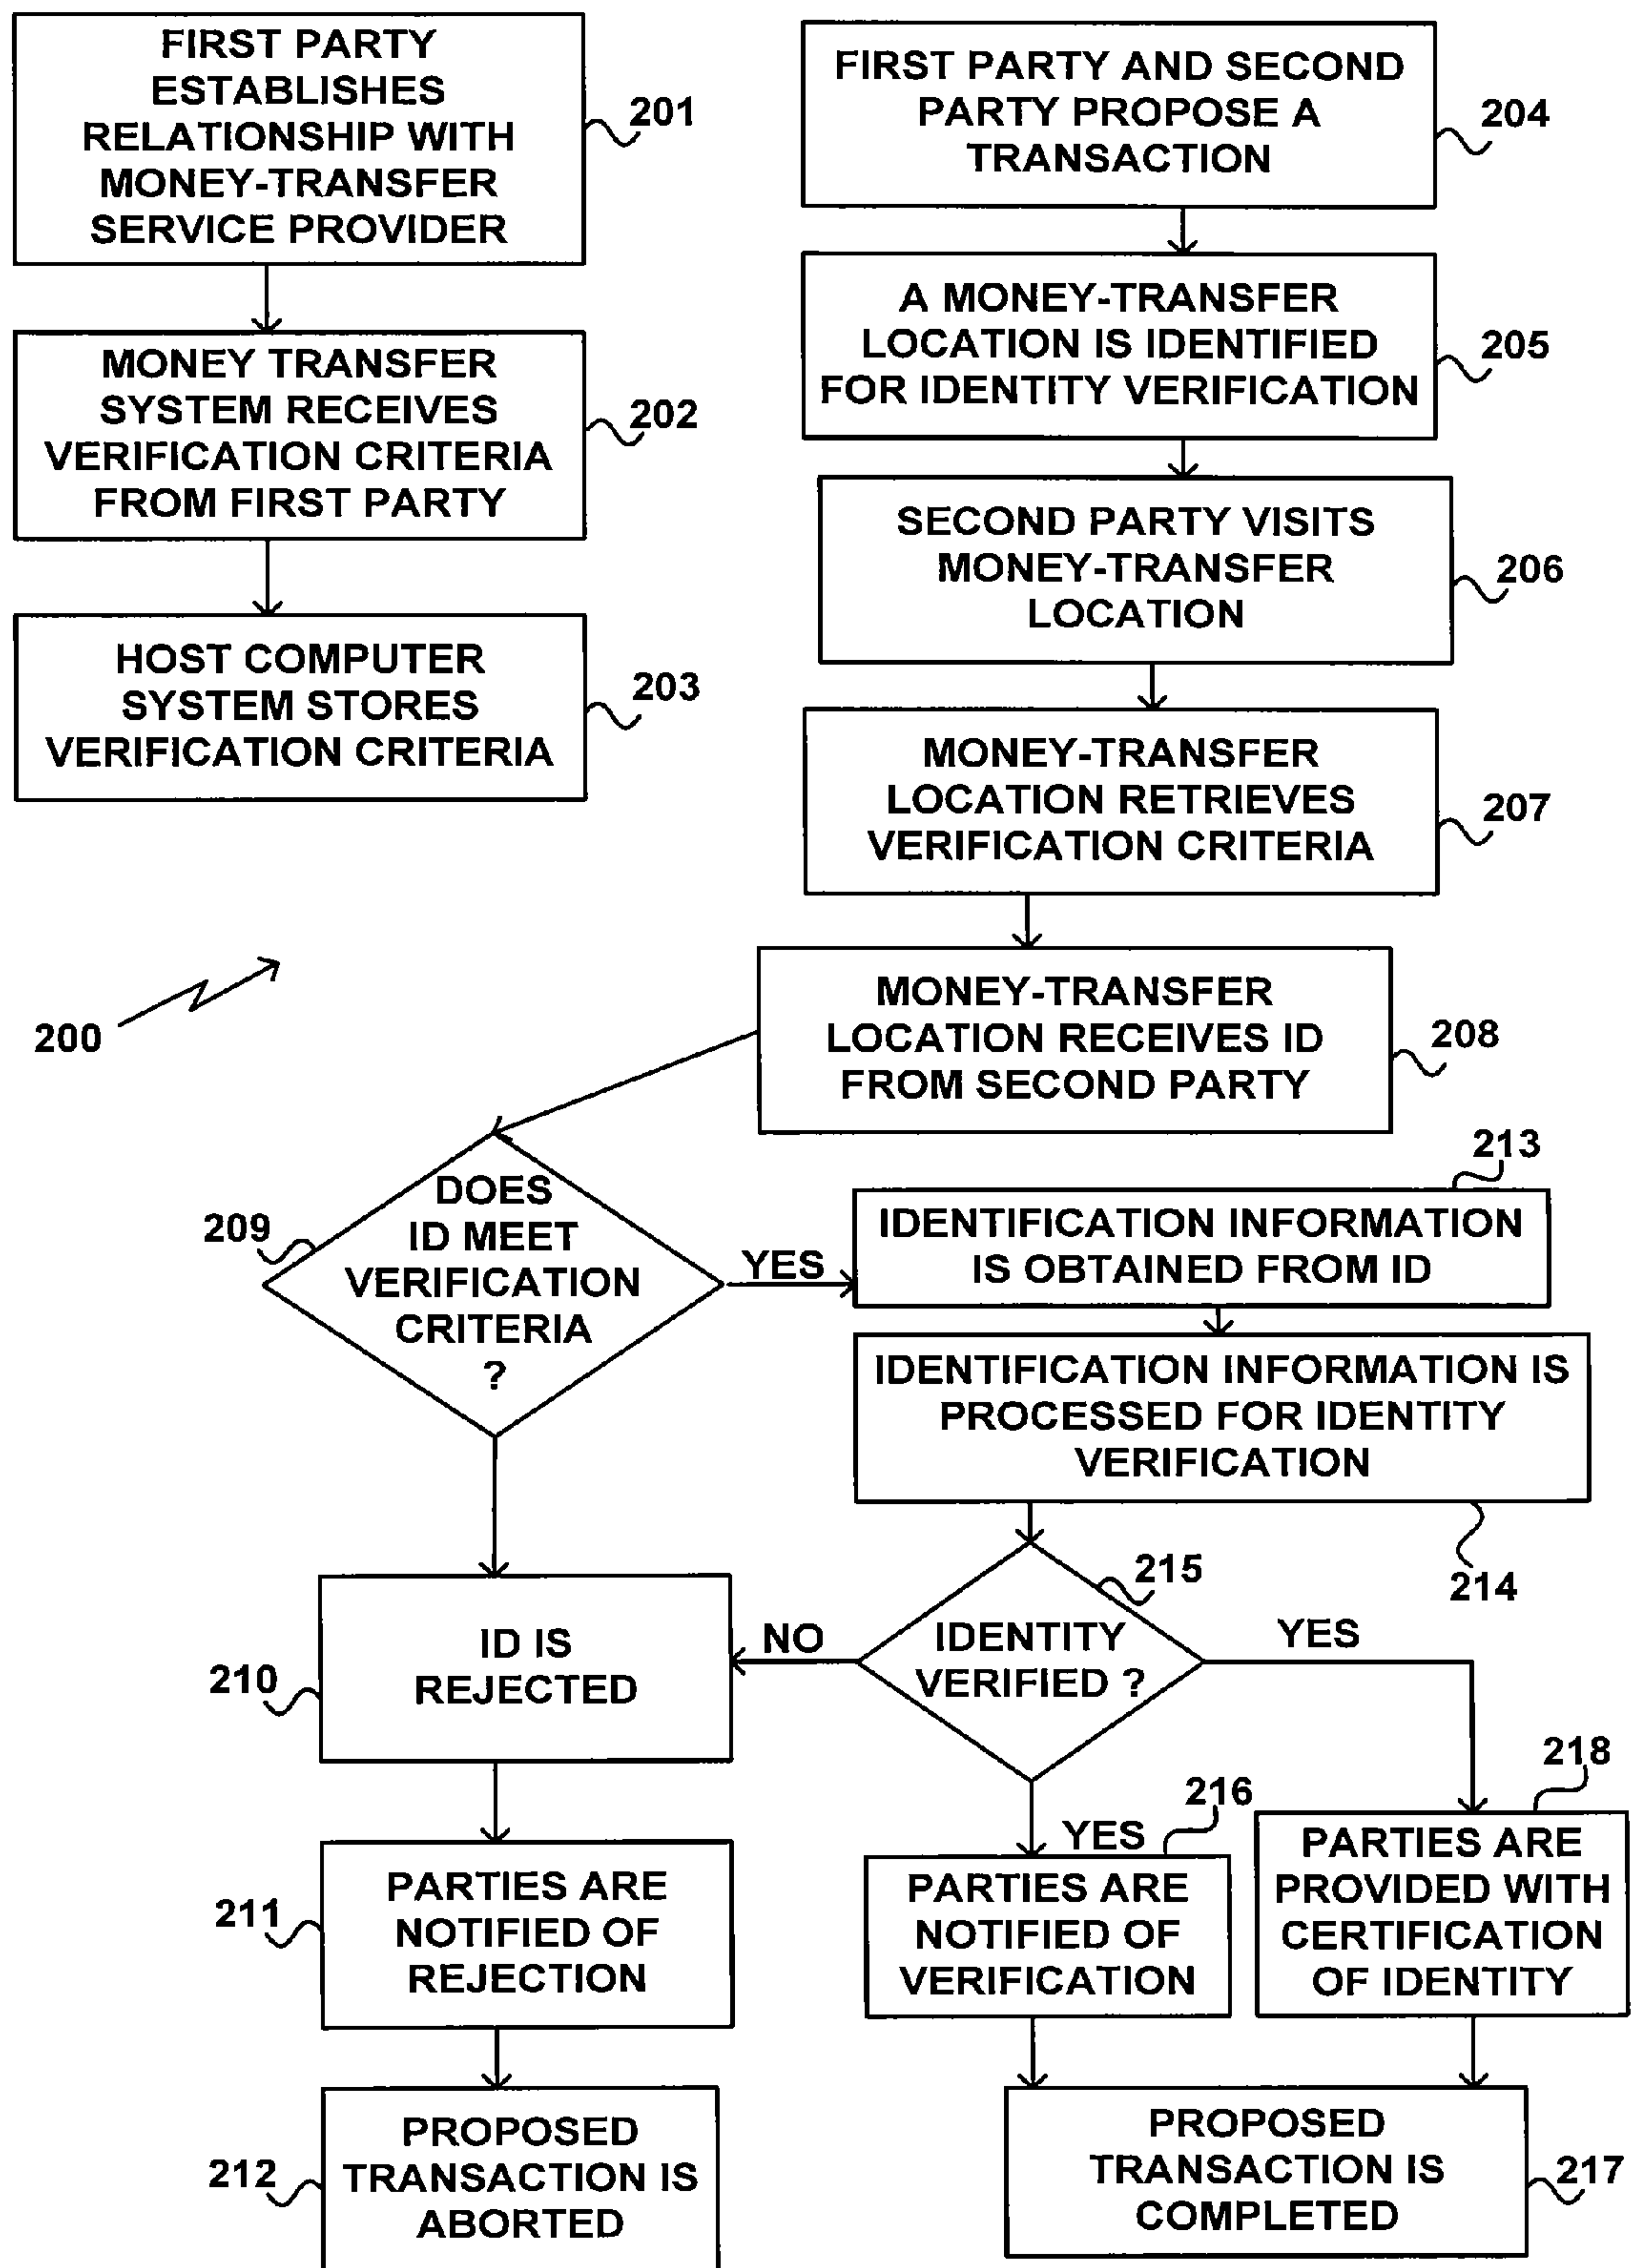 FIRST PARTY
ESTABLISHES
RELATIONSHIP WITH
MONEY-TRANSFER
SERVICE PROVIDER
201
MONEY TRANSFER
SYSTEM RECEIVES
VERIFICATION CRITERIA
FROM FIRST PARTY
202
HOST COMPUTER
SYSTEM STORES
VERIFICATION CRITERIA
203
FIRST PARTY AND SECOND
PARTY PROPOSE A
TRANSACTION
204
A MONEY-TRANSFER
LOCATION IS IDENTIFIED
FOR IDENTITY VERIFICATION
205
SECOND PARTY VISITS
MONEY-TRANSFER
LOCATION
206
MONEY-TRANSFER
LOCATION RETRIEVES
VERIFICATION CRITERIA
207
200
MONEY-TRANSFER
LOCATION RECEIVES ID
FROM SECOND PARTY
208
209
DOES
ID MEET
VERIFICATION
CRITERIA
?
YES
213
IDENTIFICATION INFORMATION
IS OBTAINED FROM ID
IDENTIFICATION INFORMATION IS
PROCESSED FOR IDENTITY
VERIFICATION
214
215
IDENTITY
VERIFIED ?
NO
YES
210
ID IS
REJECTED
211
PARTIES ARE
NOTIFIED OF
REJECTION
212
PROPOSED
TRANSACTION IS
ABORTED
YES
216
PARTIES ARE
NOTIFIED OF
VERIFICATION
218
PARTIES ARE
PROVIDED WITH
CERTIFICATION
OF IDENTITY
PROPOSED
TRANSACTION IS
COMPLETED
217